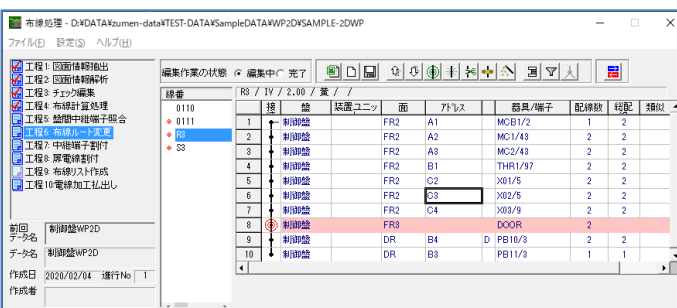 布線処理 - D:¥DATA¥zumen-data¥TEST-DATA¥SampleDATA¥WP2D¥SAMPLE-2DWP
ファイル(F) 設定(S) ヘルプ(H)
工程1: 図面情報抽出
工程2: 図面情報解析
工程3: チェック編集
工程4: 布線計算処理
工程5: 盤間中継端子照合
工程6: 布線ルート変更
工程7: 中継端子割付
工程8: 扉電線割付
工程9: 布線リスト作成
工程10:電線加工払出し
前回
データ名 制御盤WP2D
データ名 制御盤WP2D
作成日 2020/02/04 進行No 1
作成者
編集作業の状態 編集中 完了
線番
0110
0111
R3
S3
R3 / IV / 2.00 / 黄 / /
接 盤 装置ユニッ 面 アドレス 器具/端子 配線数 総配 類似
1 制御盤 FR2 A1 MCB1/2 1 2
2 制御盤 FR2 A2 MC1/43 2 2
3 制御盤 FR2 A3 MC2/43 2 2
4 制御盤 FR2 B1 THR1/97 2 2
5 制御盤 FR2 C2 X01/5 2 2
6 制御盤 FR2 C3 X02/5 2 2
7 制御盤 FR2 C4 X03/9 2 2
8 制御盤 FR3 DOOR 2
9 制御盤 DR B4 D PB10/3 2 2
10 制御盤 DR B3 PB11/3 1 1